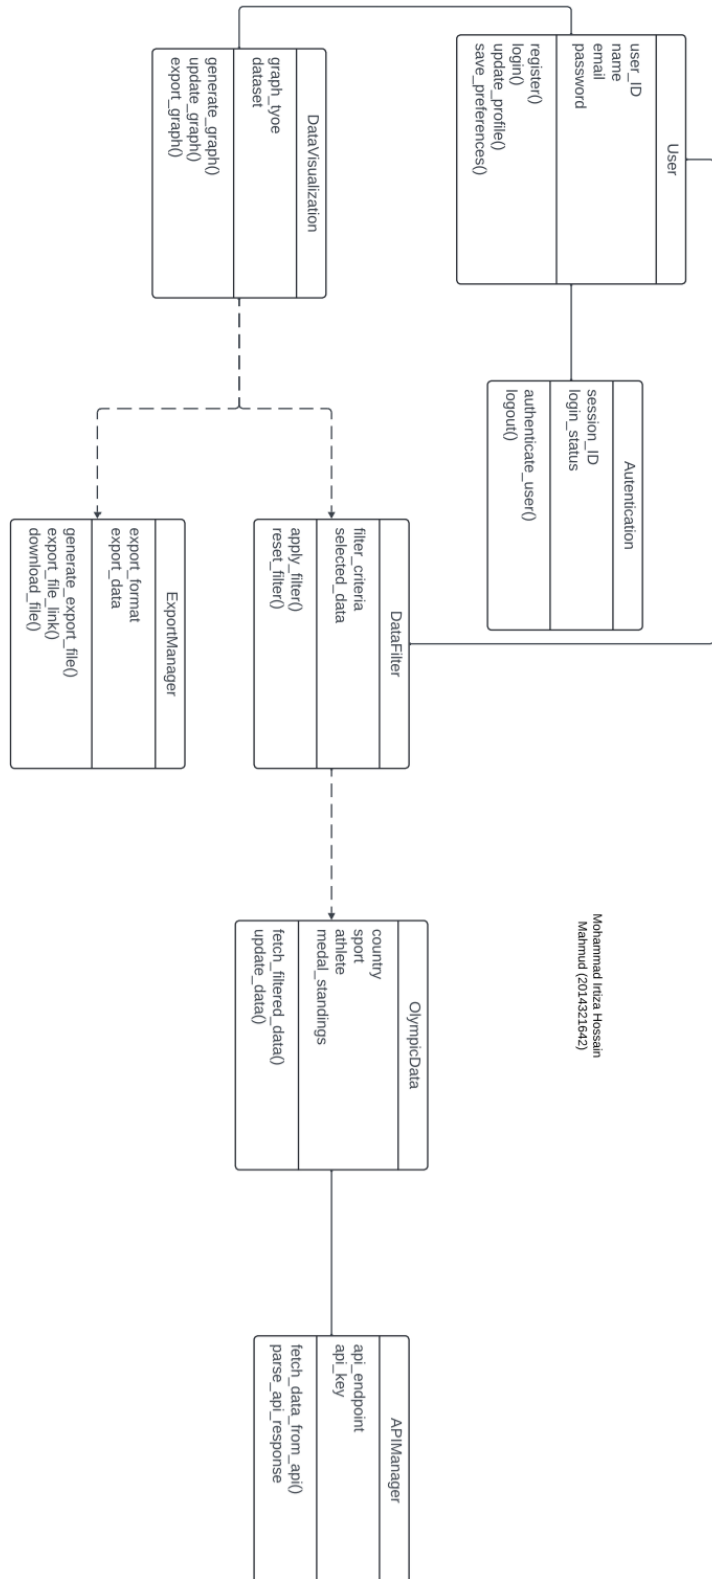 User
user_ID
name
email
password
register()
login()
update_profile()
save_preferences()
Autentication
session_ID
login_status
authenticate_user()
logout()
Mohammad Irtiza Hossain
Mahmud (2014321642)
DataVisualization
graph_tyoe
dataset
generate_graph()
update_graph()
export_graph()
DataFilter
filter_criteria
selected_data
apply_filter()
reset_filter()
OlympicData
country
sport
athlete
medal_standings
fetch_filtered_data()
update_data()
APIManager
api_endpoint
api_key
fetch_data_from_api()
parse_api_response
ExportManager
export_format
export_data
generate_export_file()
export_file_link()
download_file()